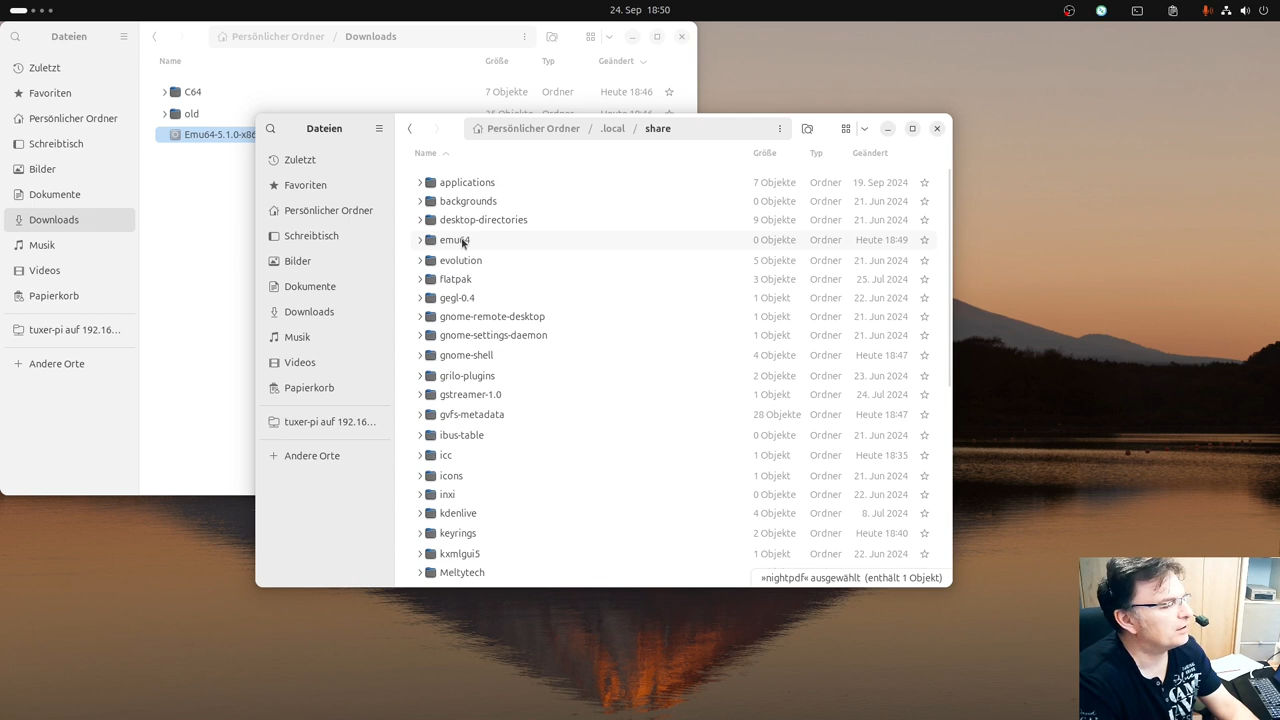 24. Sep 18:50
Dateien
Persönlicher Ordner / Downloads
Name Größe Typ Geändert
Zuletzt
Favoriten
Persönlicher Ordner
Schreibtisch
Bilder
Dokumente
Downloads
Musik
Videos
Papierkorb
tuxer-pi auf 192.16…
Andere Orte
C64 7 Objekte Ordner Heute 18:46
old Ordner Heute 18:46
Emu64-5.1.0-x86
Dateien
Persönlicher Ordner / .local / share
Zuletzt
Favoriten
Persönlicher Ordner
Schreibtisch
Bilder
Dokumente
Downloads
Musik
Videos
Papierkorb
tuxer-pi auf 192.16…
Andere Orte
Name Größe Typ Geändert
applications 7 Objekte Ordner 19. Sep 2024
backgrounds 0 Objekte Ordner 21. Jun 2024
desktop-directories 9 Objekte Ordner 21. Jun 2024
emu64 0 Objekte Ordner Heute 18:49
evolution 5 Objekte Ordner 21. Jun 2024
flatpak 3 Objekte Ordner 25. Jul 2024
gegl-0.4 1 Objekt Ordner 22. Jun 2024
gnome-remote-desktop 1 Objekt Ordner 21. Jun 2024
gnome-settings-daemon 1 Objekt Ordner 21. Jun 2024
gnome-shell 4 Objekte Ordner Heute 18:47
grilo-plugins 2 Objekte Ordner 23. Jun 2024
gstreamer-1.0 1 Objekt Ordner 24. Jul 2024
gvfs-metadata 28 Objekte Ordner Heute 18:47
ibus-table 0 Objekte Ordner 21. Jun 2024
icc 1 Objekt Ordner Heute 18:35
icons 1 Objekt Ordner 21. Jun 2024
inxi 0 Objekte Ordner 22. Jun 2024
kdenlive 4 Objekte Ordner 8. Jul 2024
keyrings 2 Objekte Ordner Heute 18:40
kxmlgui5 1 Objekt Ordner 22. Jun 2024
Meltytech
»nightpdf« ausgewählt (enthält 1 Objekt)